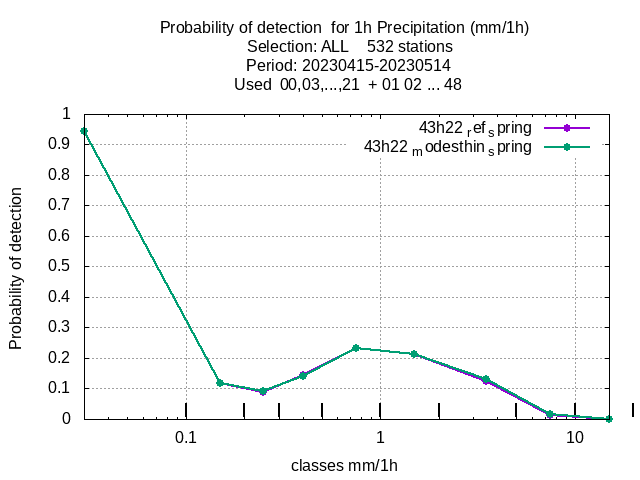 Probability of detection  for 1h Precipitation (mm/1h)
Selection: ALL    532 stations
Period: 20230415-20230514
Used  00,03,...,21  + 01 02 ... 48
43h22 ref spring
43h22 modesthin spring
Probability of detection
1
0.9
0.8
0.7
0.6
0.5
0.4
0.3
0.2
0.1
0
0.1 1 10
classes mm/1h